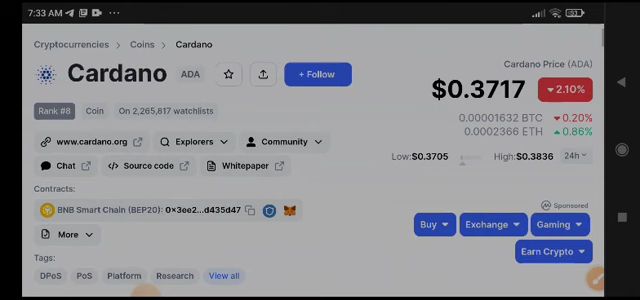 7:33 AM
Cryptocurrencies > Coins > Cardano
Cardano ADA + Follow
Cardano Price (ADA)
$0.3717 2.10%
0.00001632 BTC 0.20%
0.0002366 ETH 0.86%
Rank #8 Coin On 2,265,817 watchlists
Low:$0.3705 High:$0.3836 24h
www.cardano.org Explorers Community
Chat Source code Whitepaper
Contracts:
BNB Smart Chain (BEP20): 0x3ee2...d435d47
More
Sponsored
Buy Exchange Gaming
Earn Crypto
Tags:
DPoS PoS Platform Research View all